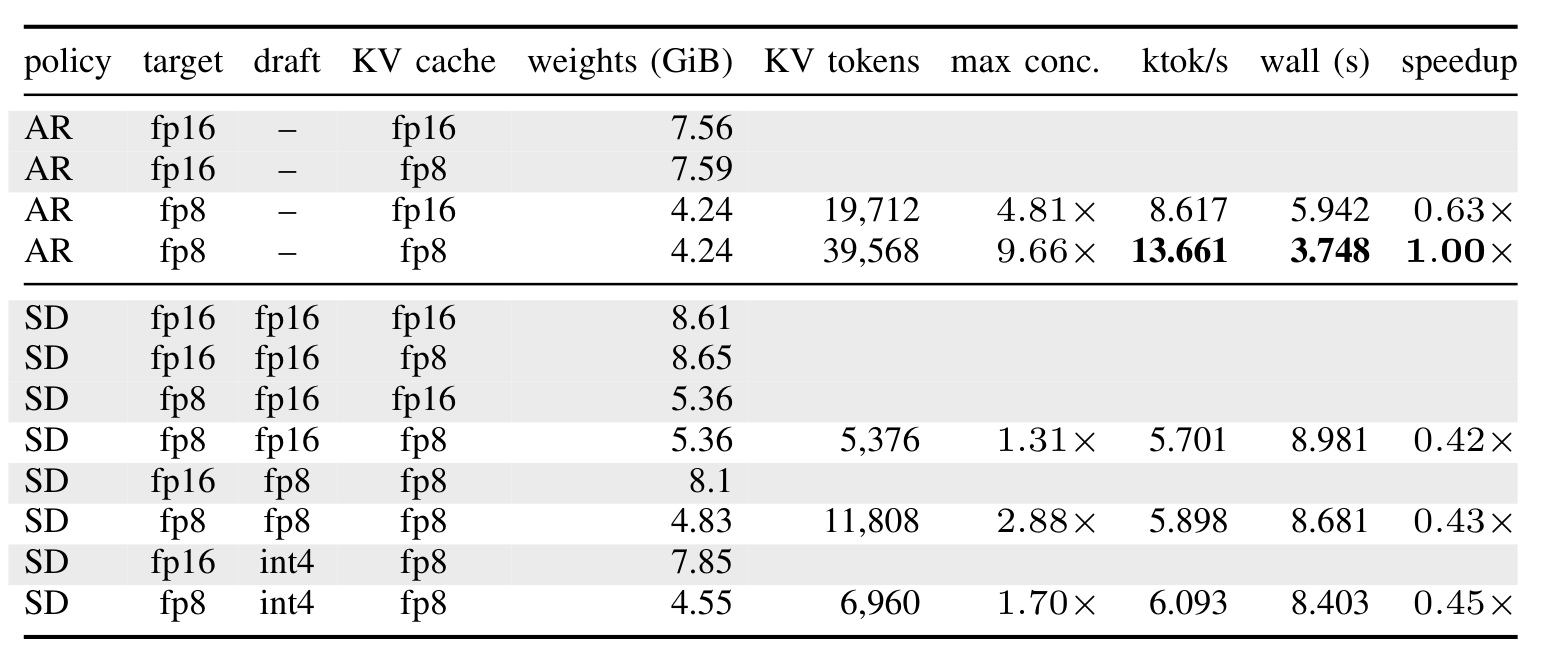 policy target draft KV cache weights (GiB) KV tokens max conc. ktok/s wall (s) speedup
AR fp16 – fp16 7.56
AR fp16 – fp8 7.59
AR fp8 – fp16 4.24 19,712 4.81× 8.617 5.942 0.63×
AR fp8 – fp8 4.24 39,568 9.66× 13.661 3.748 1.00×
SD fp16 fp16 fp16 8.61
SD fp16 fp16 fp8 8.65
SD fp8 fp16 fp16 5.36
SD fp8 fp16 fp8 5.36 5,376 1.31× 5.701 8.981 0.42×
SD fp16 fp8 fp8 8.1
SD fp8 fp8 fp8 4.83 11,808 2.88× 5.898 8.681 0.43×
SD fp16 int4 fp8 7.85
SD fp8 int4 fp8 4.55 6,960 1.70× 6.093 8.403 0.45×